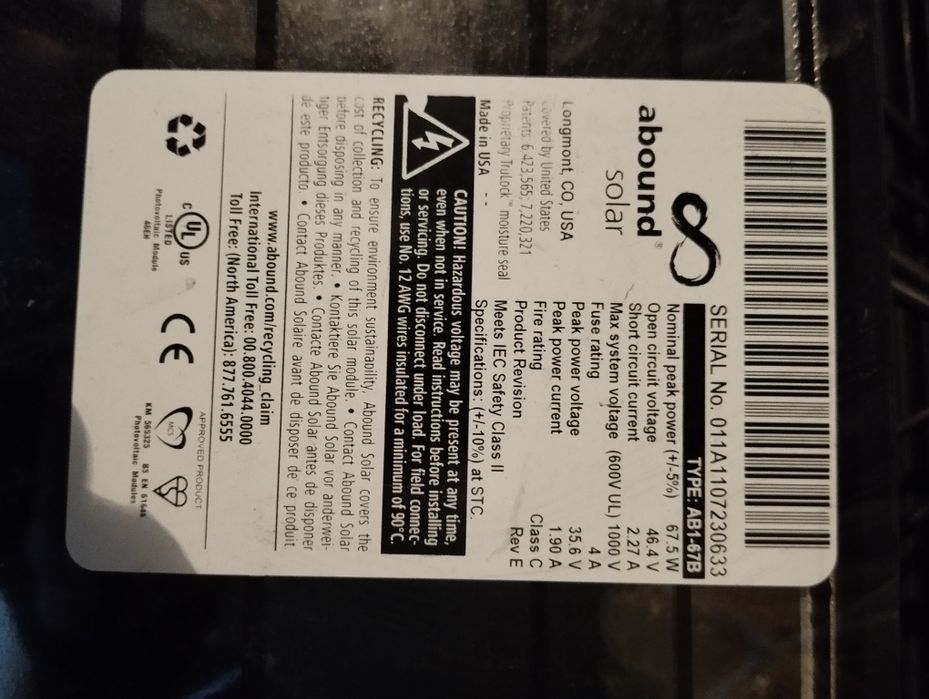 abound®
solar
Longmont, CO, USA
Covered by United States
Patents 6,423,565; 7,220,321
Proprietary TruLock™ moisture seal
Made in USA - -
SERIAL No. 011A11107230633
TYPE: AB1-67B
Nominal peak power (+/-5%) 67.5 W
Open circuit voltage 46.4 V
Short circuit current 2.27 A
Max system voltage (600V UL) 1000 V
Fuse rating 4 A
Peak power voltage 35.6 V
Peak power current 1.90 A
Fire rating Class C
Product Revision Rev E
Meets IEC Safety Class II
Specifications: (+/-10%) at STC.
CAUTION! Hazardous voltage may be present at any time,
even when not in service. Read instructions before installing
or servicing. Do not disconnect under load. For field connec-
tions, use No. 12 AWG wires insulated for a minimum of 90°C.
RECYCLING: To ensure environment sustainability, Abound Solar covers the
cost of collection and recycling of this solar module. • Contact Abound Solar
before disposing in any manner. • Kontaktiere Sie Abound Solar vor anderwei-
tiger Entsorgung dieses Produktes. • Contacte Abound Solar antes de disponer
de este producto. • Contact Abound Solaire avant de disposer de ce produit
www.abound.com/recycling_claim
International Toll Free: 00.800.4044.0000
Toll Free: (North America): 877.761.6555
C UL US
LISTED
Photovoltaic Module
46EH
CE
APPROVED PRODUCT
MCS
KM 565325 BS EN 61646
Photovoltaic Modules